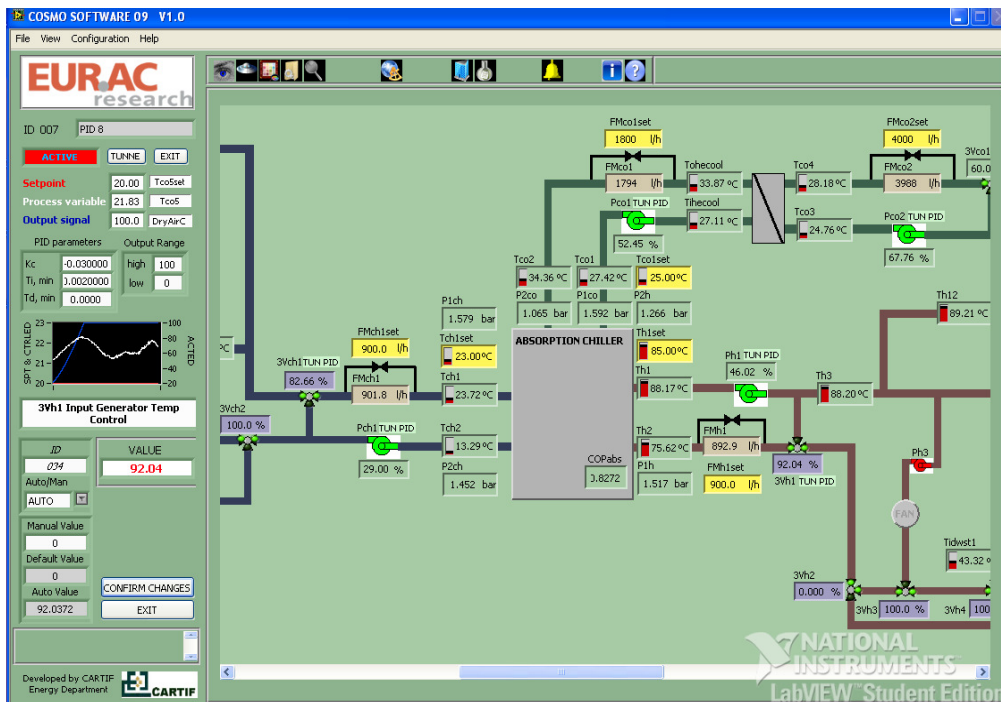 COSMO SOFTWARE 09 V1.0
File View Configuration Help
EURAC
research
ID 007 PID 8
ACTIVE TUNNE EXIT
Setpoint 20.00 Tco5set
Process variable 21.83 Tco5
Output signal 100.0 DryAirC
PID parameters Output Range
Kc -0.030000 high 100
Ti, min 0.0020000 low 0
Td, min 0.0000
SPT & CTRLED
23
22
21
20
100
80
60
40
20
ACTED
3Vh1 Input Generator Temp
Control
ID VALUE
034 92.04
Auto/Man
AUTO
Manual Value
0
Default Value
0
Auto Value
92.0372
CONFIRM CHANGES
EXIT
Developed by CARTIF
Energy Department
CARTIF
FMco1set
1800 l/h
FMco1
1794 l/h
FMco2set
4000 l/h
FMco2
3988 l/h
3Vco1
60.0
Tohecool
33.87 ºC
Tihecool
27.11 ºC
Tco4
28.18 ºC
Tco3
24.76 ºC
Pco1 TUN PID
52.45 %
Pco2 TUN PID
67.76 %
Tco2
34.36 ºC
Tco1
27.42 ºC
Tco1set
25.00ºC
P2co
1.065 bar
P1co
1.592 bar
P2h
1.266 bar
P1ch
1.579 bar
Tch1set
23.00ºC
Tch1
23.72 ºC
Tch2
13.29 ºC
P2ch
1.452 bar
FMch1set
900.0 l/h
FMch1
901.8 l/h
3Vch1 TUN PID
82.66 %
3Vch2
100.0 %
ºC
Pch1 TUN PID
29.00 %
ABSORPTION CHILLER
COPabs
0.8272
Th1set
85.00ºC
Th1
88.17 ºC
Th2
75.62 ºC
P1h
1.517 bar
Ph1 TUN PID
46.02 %
FMh1
892.9 l/h
FMh1set
900.0 l/h
Th3
88.20 ºC
92.04 %
3Vh1 TUN PID
Th12
89.21 ºC
Ph3
FAN
Tidwst1
43.32 º
3Vh2
0.000 %
3Vh3 100.0 %
3Vh4 100
NATIONAL
INSTRUMENTS
LabVIEW Student Edition